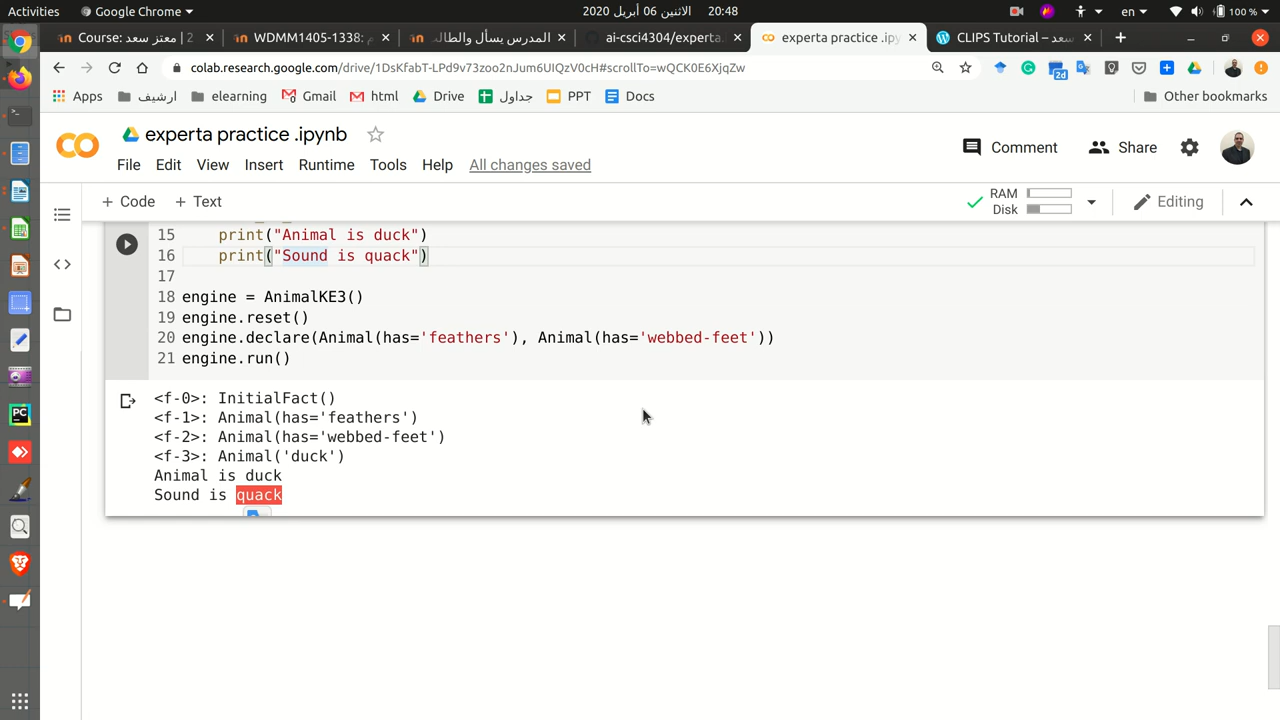 Activities
Google Chrome
الاثنين 06 أبريل 2020 20:48
en
100 %
Course: معتز سعد | 2
WDMM1405-1338: م
المدرس يسأل والطالب
ai-csci4304/experta.
experta practice .ipy
CLIPS Tutorial – سعد
colab.research.google.com/drive/1DsKfabT-LPd9v73zoo2nJum6UIQzV0cH#scrollTo=wQCK0E6XjqZw
2d
Apps
ارشيف
elearning
Gmail
html
Drive
جداول
PPT
Docs
Other bookmarks
CO
experta practice .ipynb
Comment
Share
File Edit View Insert Runtime Tools Help All changes saved
+ Code + Text
RAM
Disk
Editing
15 print("Animal is duck")
16 print("Sound is quack")
17
18 engine = AnimalKE3()
19 engine.reset()
20 engine.declare(Animal(has='feathers'), Animal(has='webbed-feet'))
21 engine.run()
<f-0>: InitialFact()
<f-1>: Animal(has='feathers')
<f-2>: Animal(has='webbed-feet')
<f-3>: Animal('duck')
Animal is duck
Sound is quack
PC